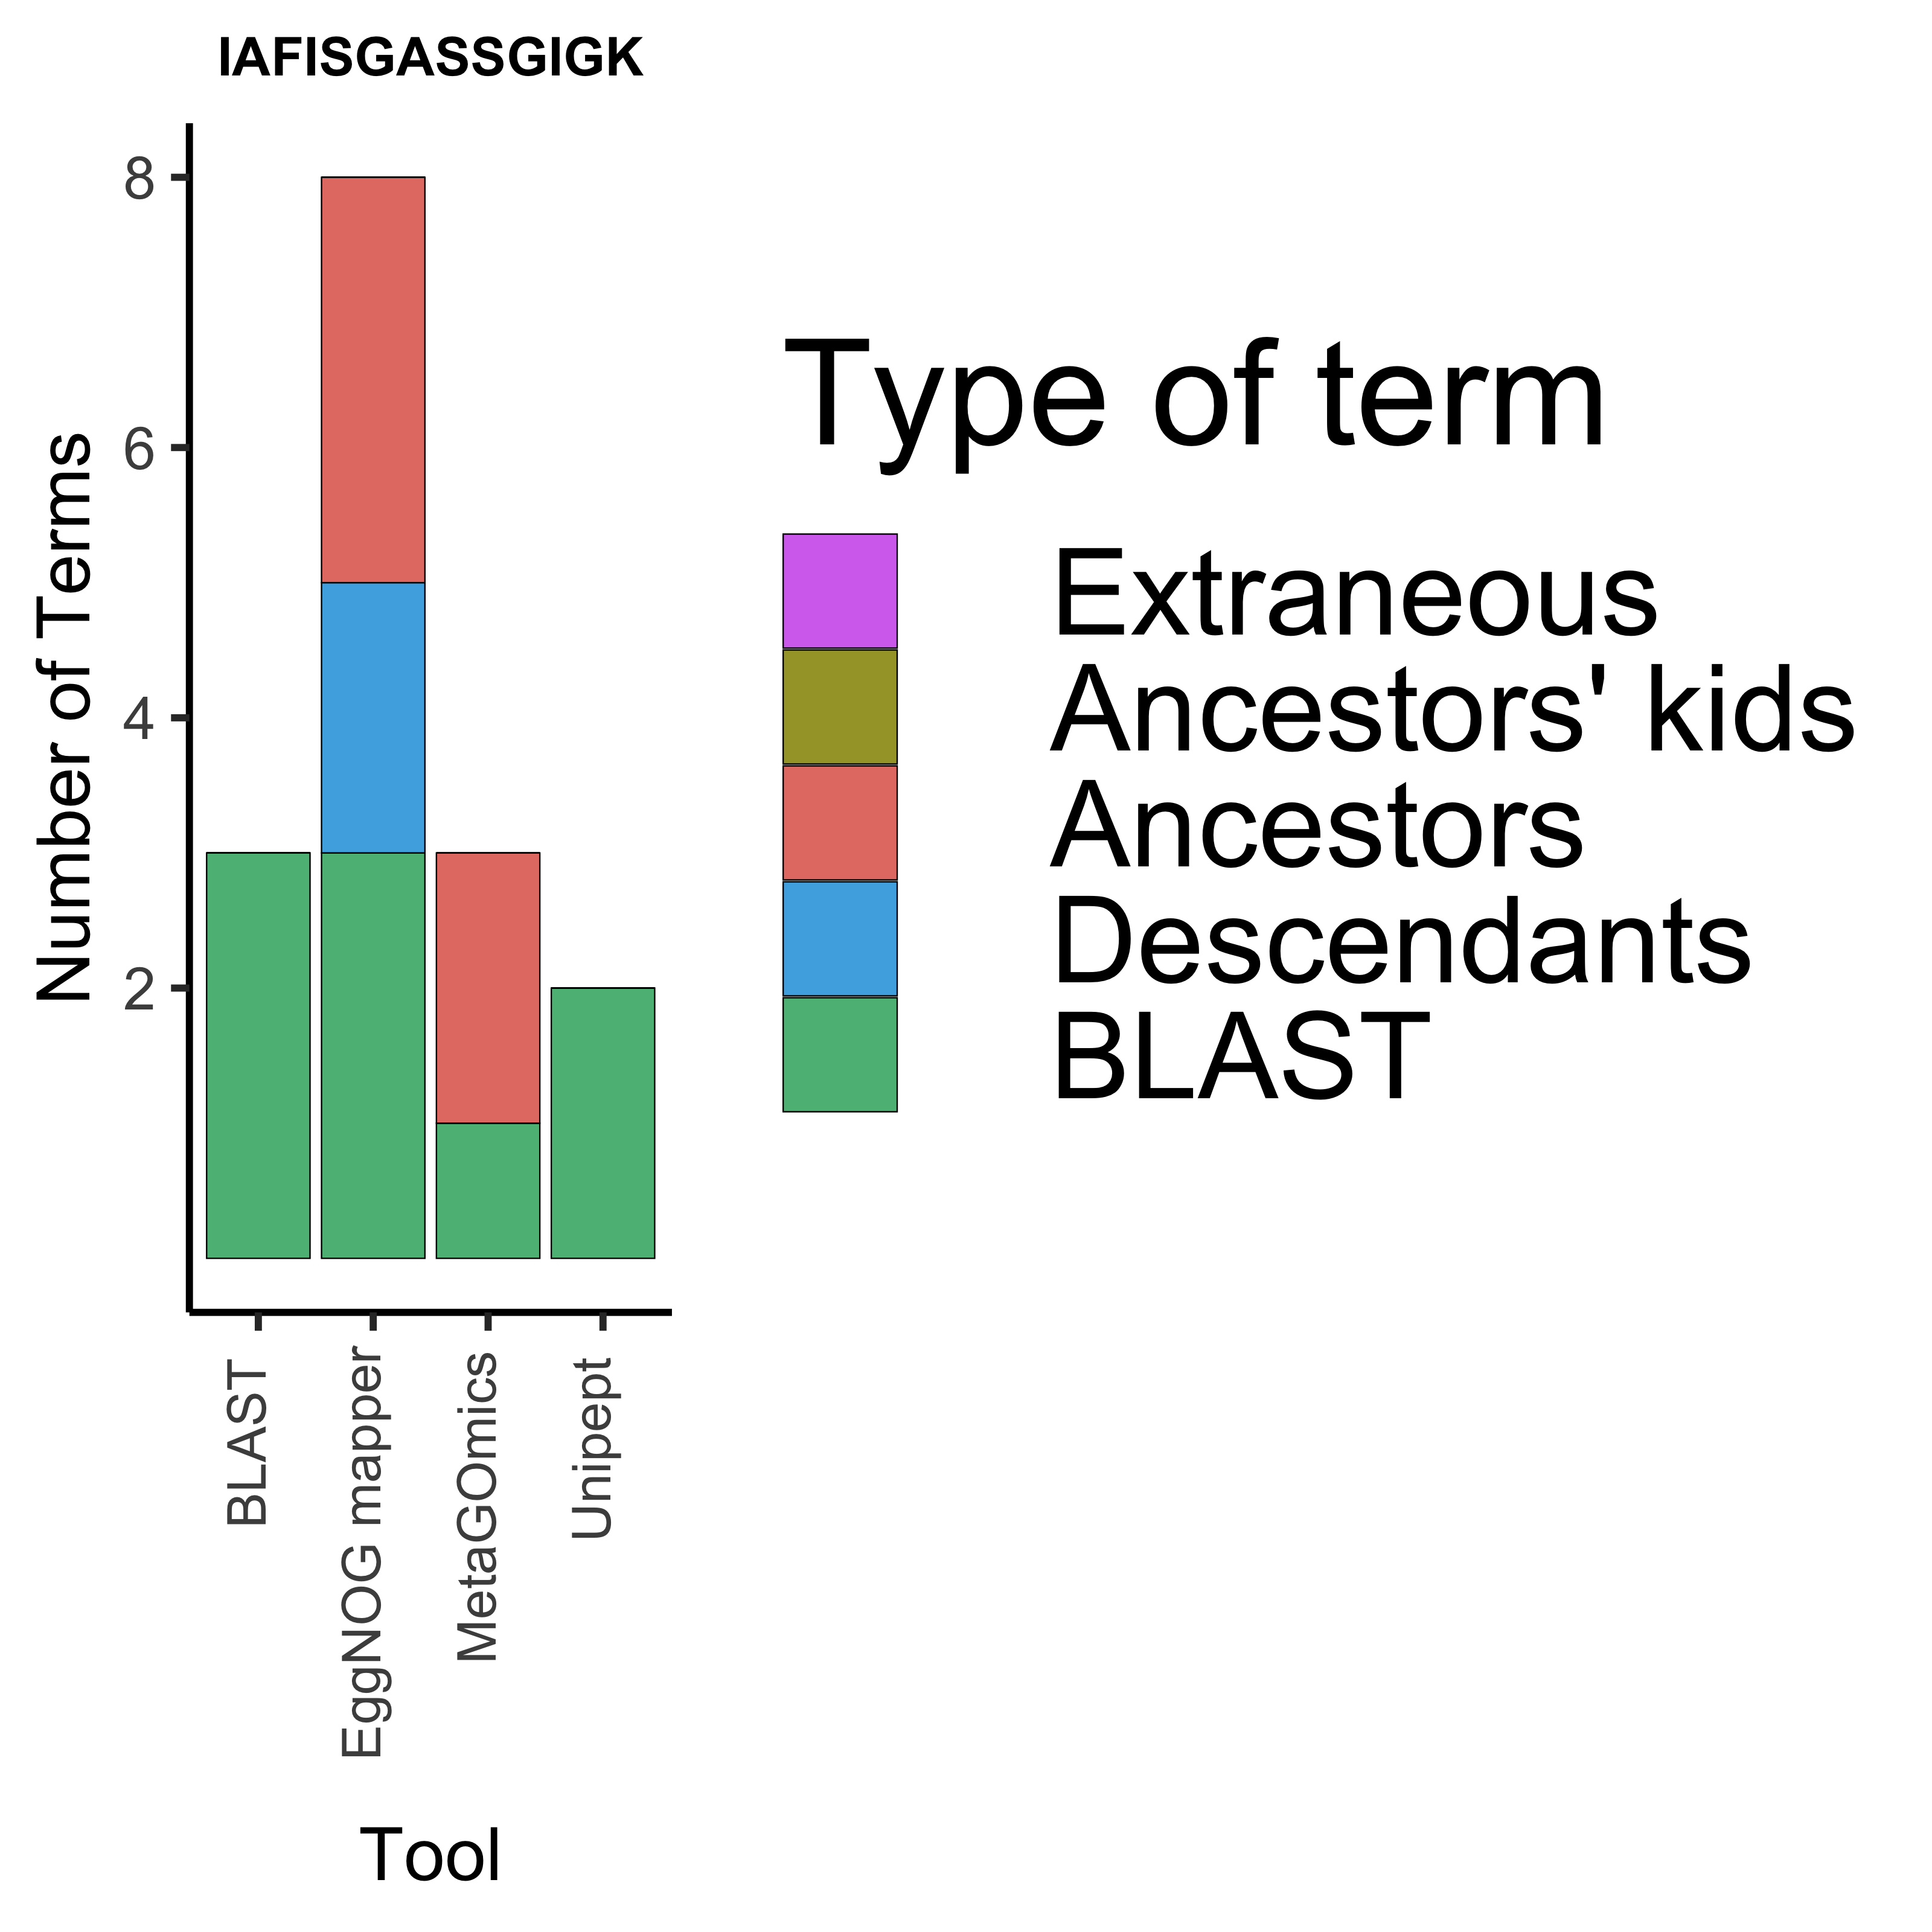 IAFISGASSGIGK
Number of Terms
8
6
4
2
BLAST
EggNOG mapper
MetaGOmics
Unipept
Tool
Type of term
Extraneous
Ancestors' kids
Ancestors
Descendants
BLAST